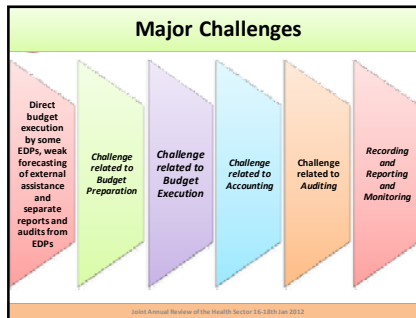 Major Challenges
Direct
budget
execution
by some
EDPs, weak
forecasting
of external
assistance
and
separate
reports and
audits from
EDPs
Challenge
related to
Budget
Preparation
Challenge
related to
Budget
Execution
Challenge
related to
Accounting
Challenge
related to
Auditing
Recording
and
Reporting
and
Monitoring
Joint Annual Review of the Health Sector 16-18th Jan 2012